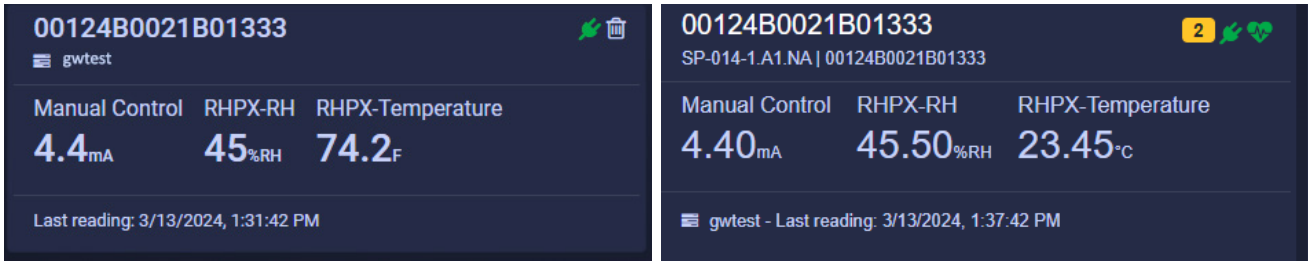 00124B0021B01333
gwtest
Manual Control RHPX-RH RHPX-Temperature
4.4mA 45%RH 74.2F
Last reading: 3/13/2024, 1:31:42 PM
00124B0021B01333 2
SP-014-1.A1.NA | 00124B0021B01333
Manual Control RHPX-RH RHPX-Temperature
4.40mA 45.50%RH 23.45°C
gwtest - Last reading: 3/13/2024, 1:37:42 PM